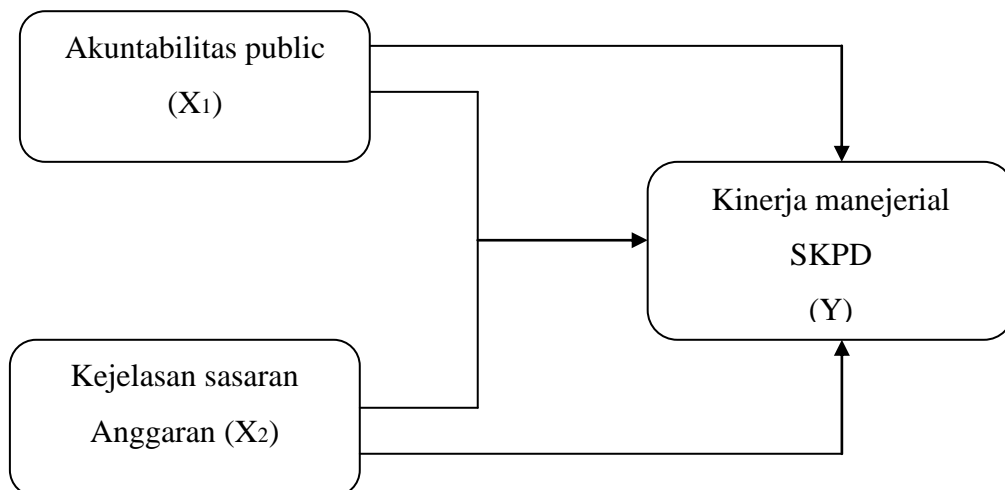 Akuntabilitas public
(X1)
Kinerja manejerial
SKPD
(Y)
Kejelasan sasaran
Anggaran (X2)